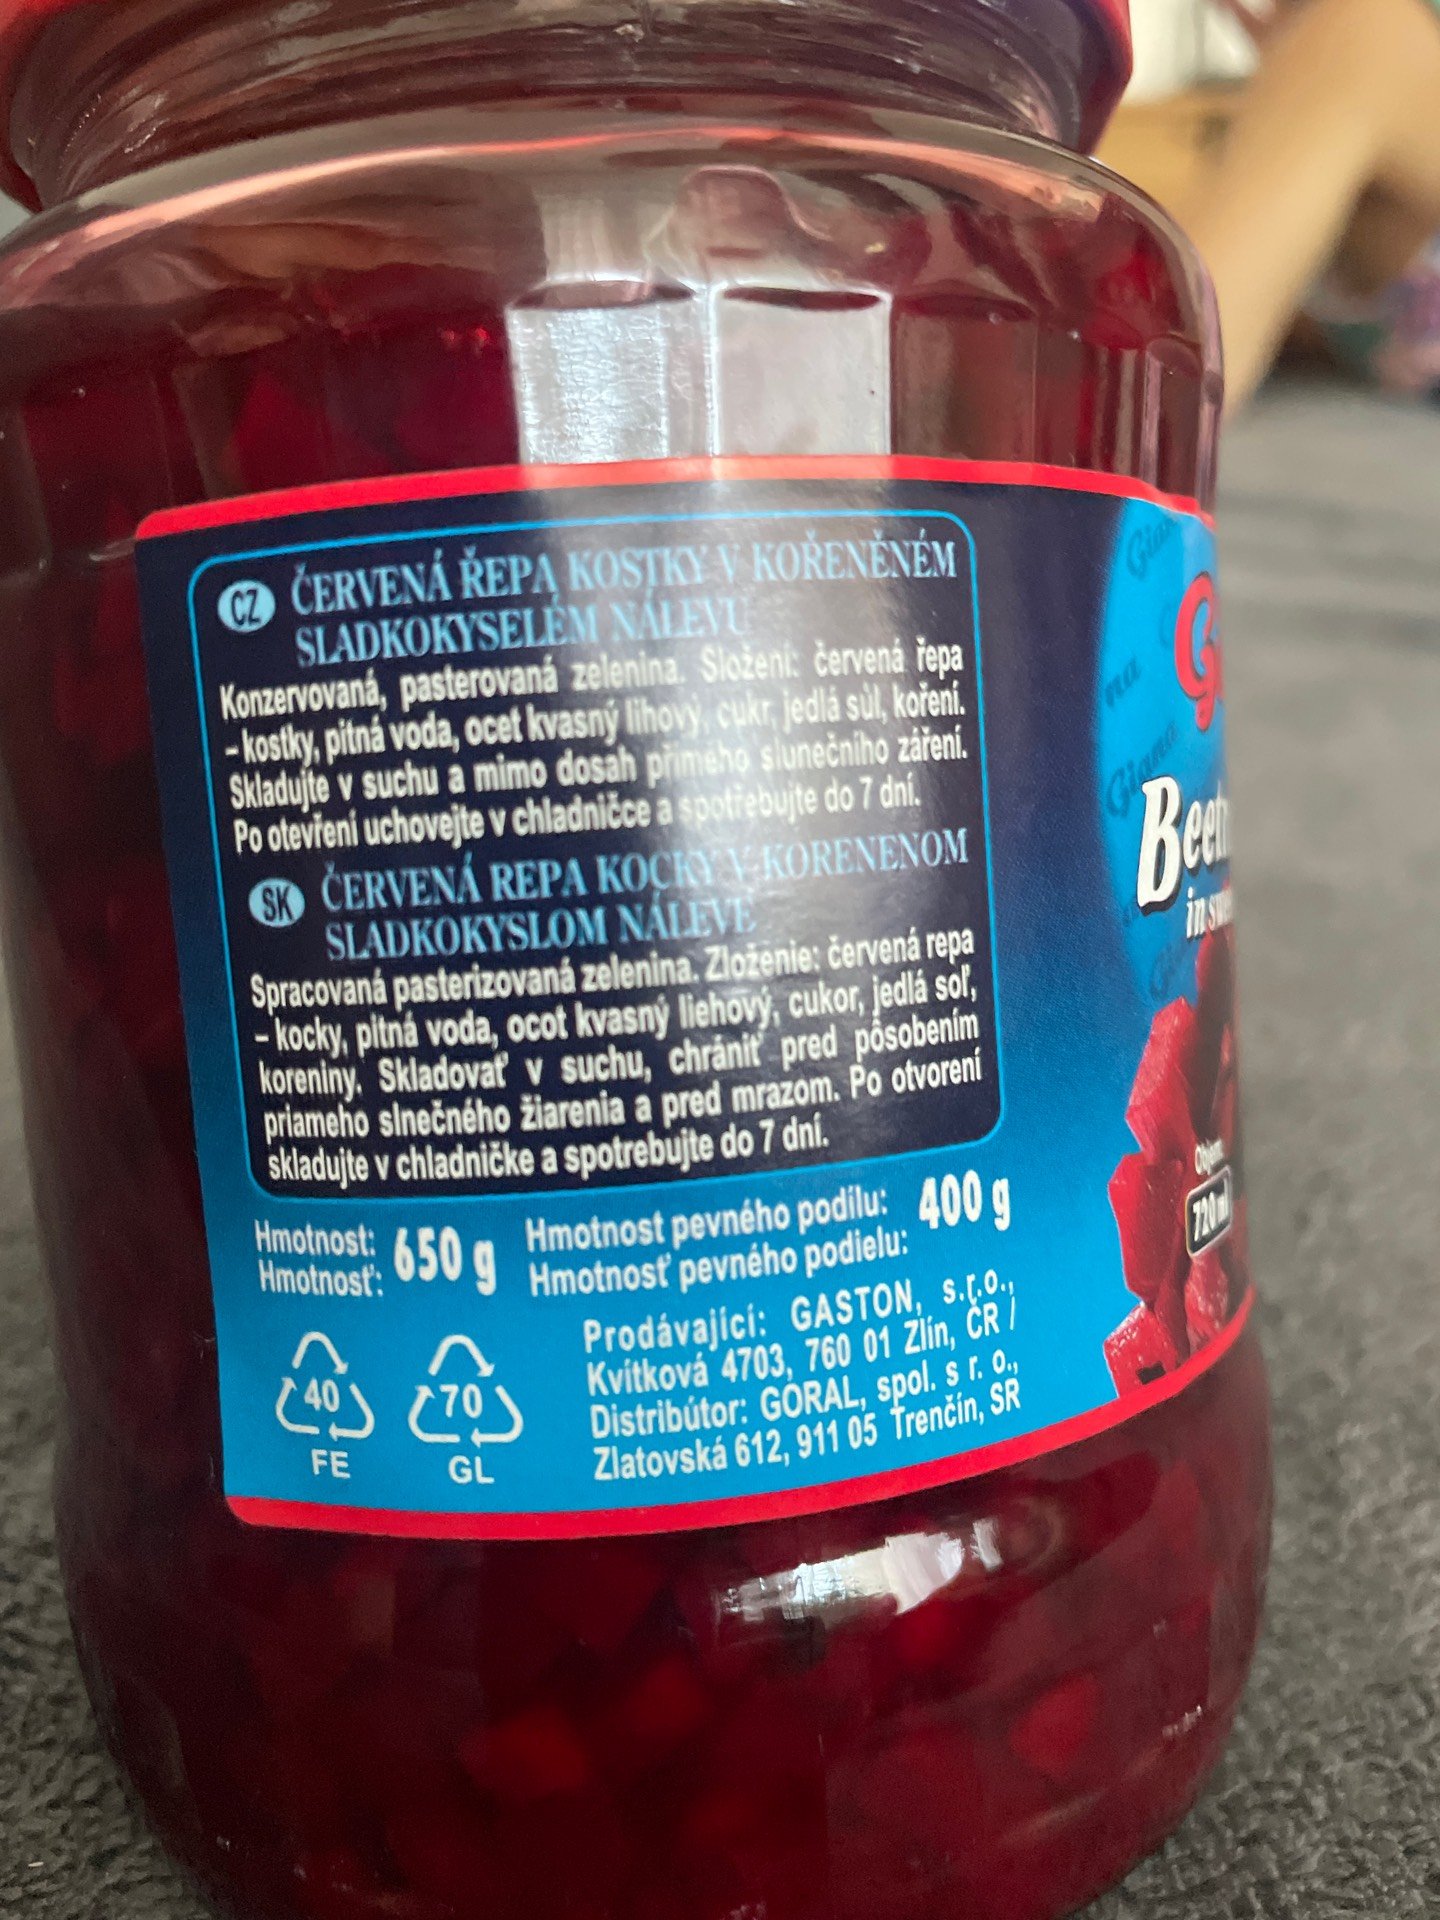 CZ ČERVENÁ ŘEPA KOSTKY V KOŘENĚNÉM
SLADKOKYSELÉM NÁLEVU
Konzervovaná, pasterovaná zelenina. Složení: červená řepa
- kostky, pitná voda, ocet kvasný lihový, cukr, jedlá sůl, koření.
Skladujte v suchu a mimo dosah přímého slunečního záření.
Po otevření uchovejte v chladničce a spotřebujte do 7 dní.
SK ČERVENÁ REPA KOCKY V KORENENOM
SLADKOKYSLOM NÁLEVE
Spracovaná pasterizovaná zelenina. Zloženie: červená repa
- kocky, pitná voda, ocot kvasný liehový, cukor, jedlá soľ,
koreniny. Skladovať v suchu, chrániť pred pôsobením
priameho slnečného žiarenia a pred mrazom. Po otvorení
skladujte v chladničke a spotrebujte do 7 dní.
Hmotnost: 650 g Hmotnost pevného podílu: 400 g
Hmotnosť: Hmotnosť pevného podielu:
Prodávající: GASTON, s.r.o.,
Kvítková 4703, 760 01 Zlín, ČR /
Distribútor: GORAL, spol. s r. o.,
Zlatovská 612, 911 05 Trenčín, SR
40
FE
70
GL
Giana
in
Objem
720 ml